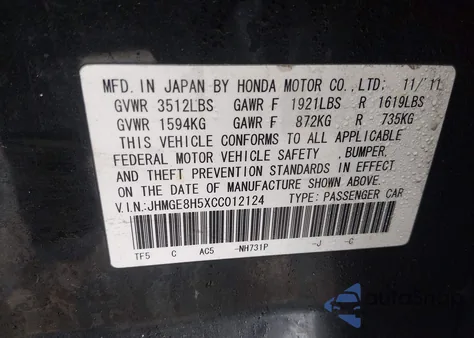 MFD. IN JAPAN BY HONDA MOTOR CO., LTD: 11/'11
GVWR 3512LBS GAWR F 1921LBS R 1619LBS
GVWR 1594KG GAWR F 872KG R 735KG
THIS VEHICLE CONFORMS TO ALL APPLICABLE
FEDERAL MOTOR VEHICLE SAFETY ,BUMPER,
AND THEFT PREVENTION STANDARDS IN EFFECT
ON THE DATE OF MANUFACTURE SHOWN ABOVE.
V.I.N:JHMGE8H5XCC012124 TYPE: PASSENGER CAR
TF5 C AC5 -NH731P -J -C
autoSnap